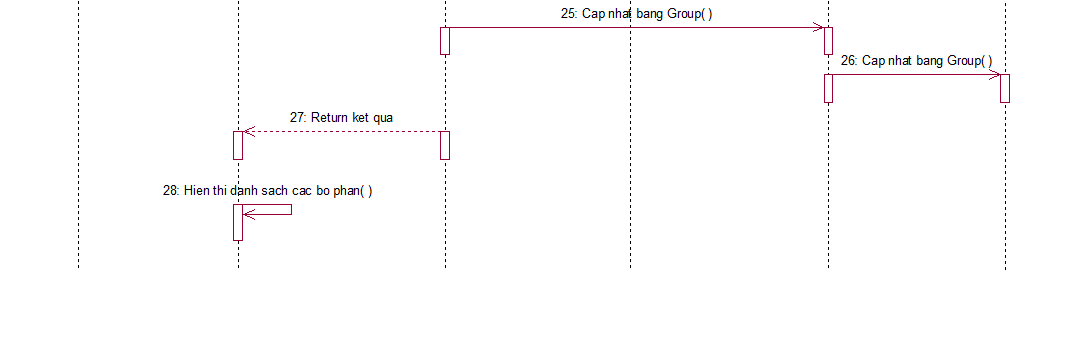 25: Cap nhat bang Group( )
26: Cap nhat bang Group( )
27: Return ket qua
28: Hien thi danh sach cac bo phan( )